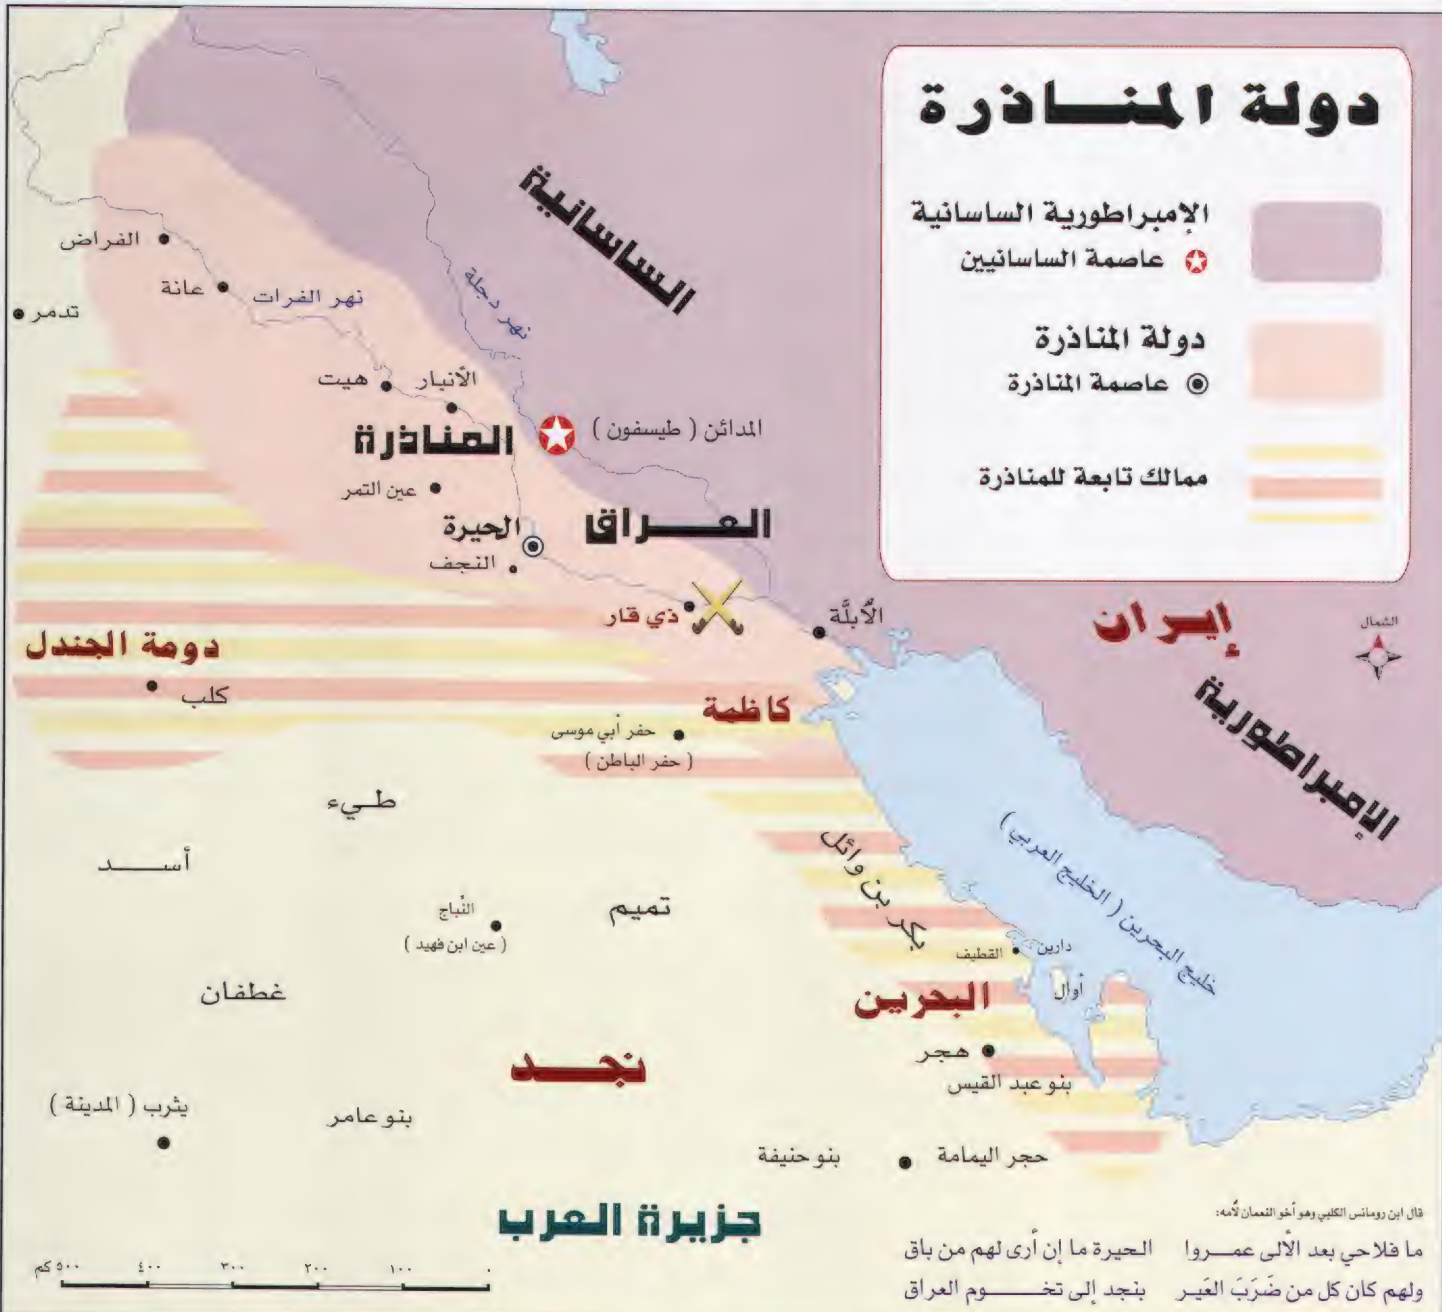 دولة المناذرة
الإمبراطورية الساسانية
عاصمة الساسانيين
دولة المناذرة
عاصمة المناذرة
ممالك تابعة للمناذرة
الشمال
الساسانية
الفراض
عانة
نهر الفرات
نهر دجلة
تدمر
هيت
الأنبار
المدائن ( طيسفون )
المناذرة
عين التمر
العراق
الحيرة
النجف
ذي قار
الأُبلَّة
إيران
الإمبراطورية
دومة الجندل
كلب
كاظمة
حفر أبي موسى
( حفر الباطن )
طيء
أسد
بكر بن وائل
خليج البحرين ( الخليج العربي )
تميم
النُباج
( عين ابن فهيد )
دارين
القطيف
أوال
غطفان
البحرين
هجر
بنو عبد القيس
نجد
يثرب ( المدينة )
بنو عامر
بنو حنيفة
حجر اليمامة
جزيرة العرب
قال ابن رومانس الكلبي وهو أخو النعمان لأمه:
ما فلاحي بعد الألى عمروا الحيرة ما إن أرى لهم من باق
ولهم كان كل من ضَرَبَ العَير بنجد إلى تخوم العراق
٠ ١٠٠ ٢٠٠ ٣٠٠ ٤٠٠ ٥٠٠ كم